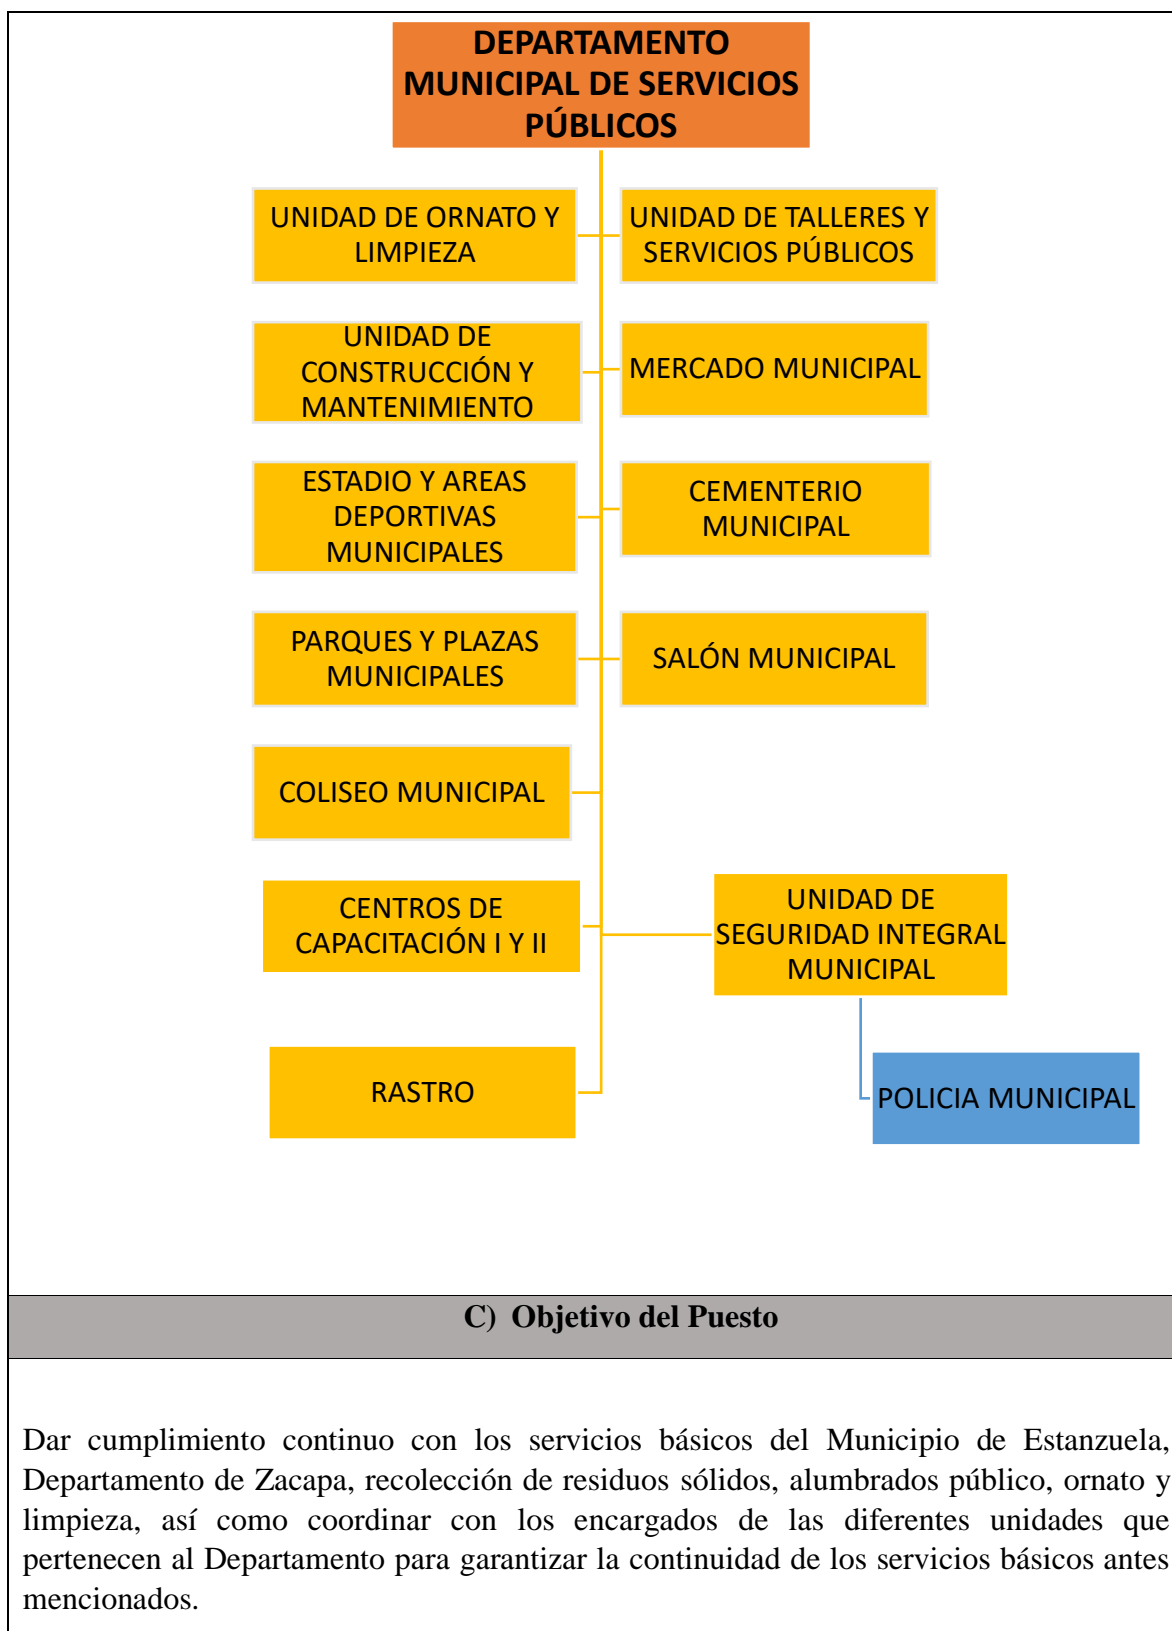 DEPARTAMENTO
MUNICIPAL DE SERVICIOS
PÚBLICOS
UNIDAD DE ORNATO Y
LIMPIEZA
UNIDAD DE TALLERES Y
SERVICIOS PÚBLICOS
UNIDAD DE
CONSTRUCCIÓN Y
MANTENIMIENTO
MERCADO MUNICIPAL
ESTADIO Y AREAS
DEPORTIVAS
MUNICIPALES
CEMENTERIO
MUNICIPAL
PARQUES Y PLAZAS
MUNICIPALES
SALÓN MUNICIPAL
COLISEO MUNICIPAL
CENTROS DE
CAPACITACIÓN I Y II
UNIDAD DE
SEGURIDAD INTEGRAL
MUNICIPAL
RASTRO
POLICIA MUNICIPAL
C) Objetivo del Puesto
Dar cumplimiento continuo con los servicios básicos del Municipio de Estanzuela,
Departamento de Zacapa, recolección de residuos sólidos, alumbrados público, ornato y
limpieza, así como coordinar con los encargados de las diferentes unidades que
pertenecen al Departamento para garantizar la continuidad de los servicios básicos antes
mencionados.